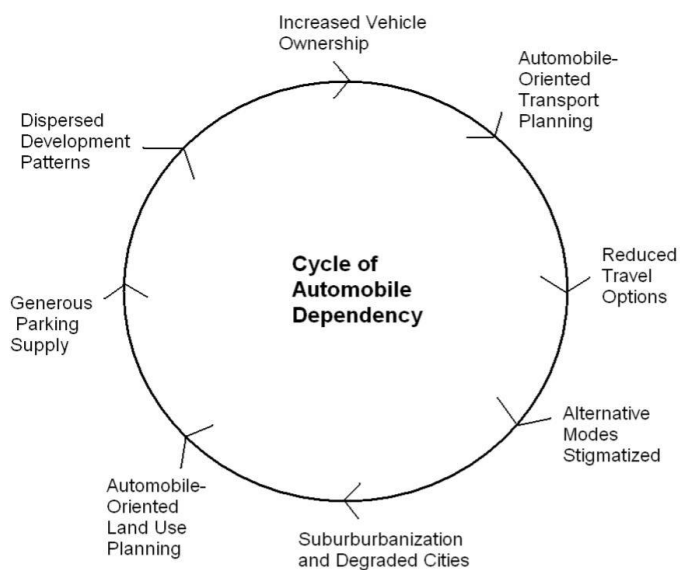 Increased Vehicle
Ownership
Automobile-
Oriented
Transport
Planning
Reduced
Travel
Options
Alternative
Modes
Stigmatized
Suburburbanization
and Degraded Cities
Automobile-
Oriented
Land Use
Planning
Generous
Parking
Supply
Dispersed
Development
Patterns
Cycle of
Automobile
Dependency